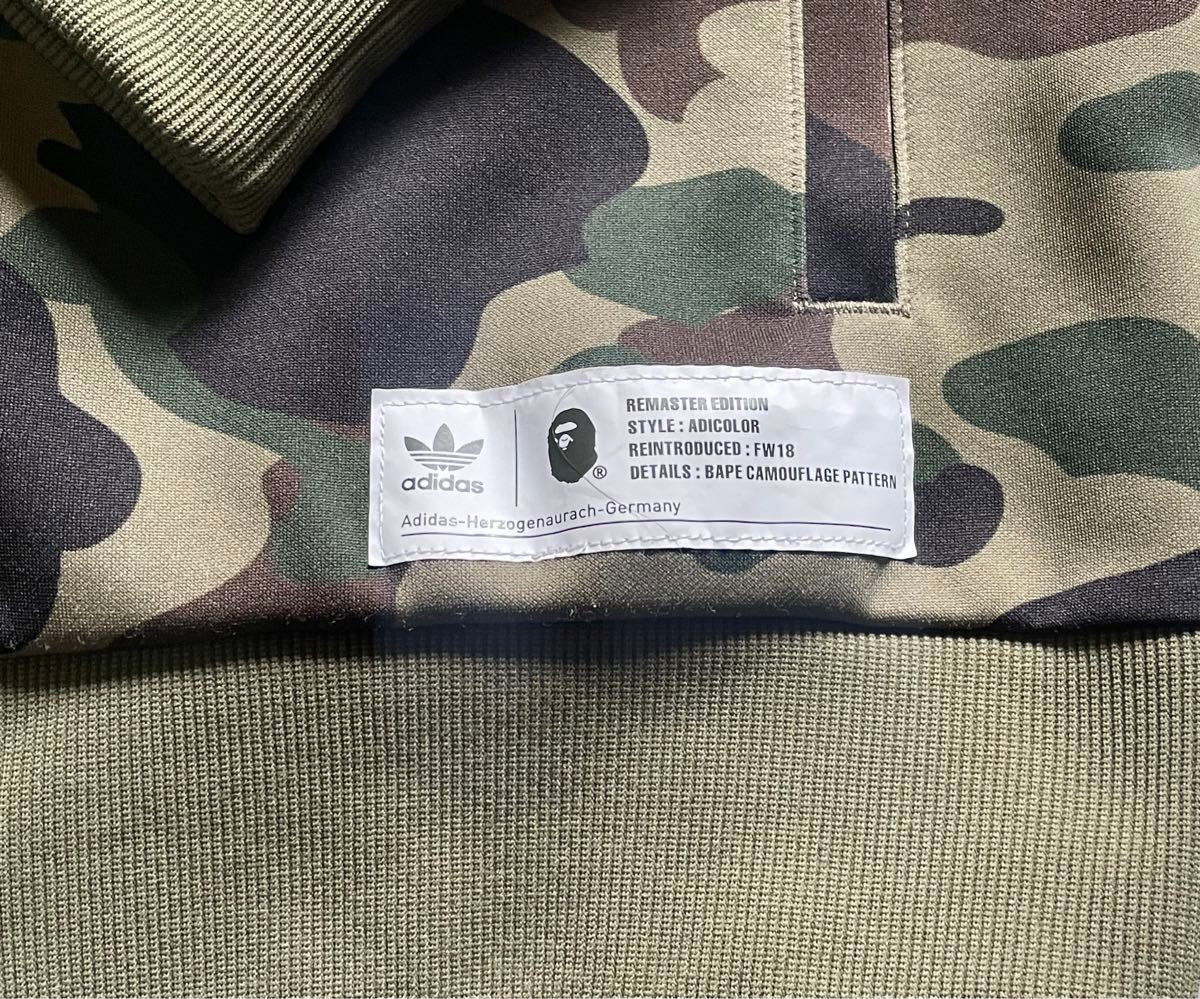 adidas
®
REMASTER EDITION
STYLE : ADICOLOR
REINTRODUCED : FW18
DETAILS : BAPE CAMOUFLAGE PATTERN
Adidas-Herzogenaurach-Germany